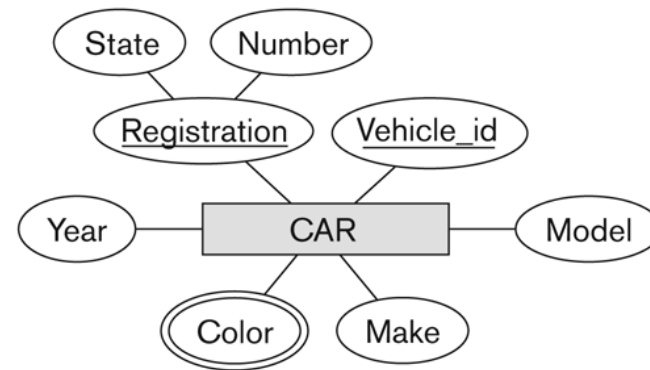 State
Number
Registration
Vehicle_id
Year
CAR
Model
Color
Make